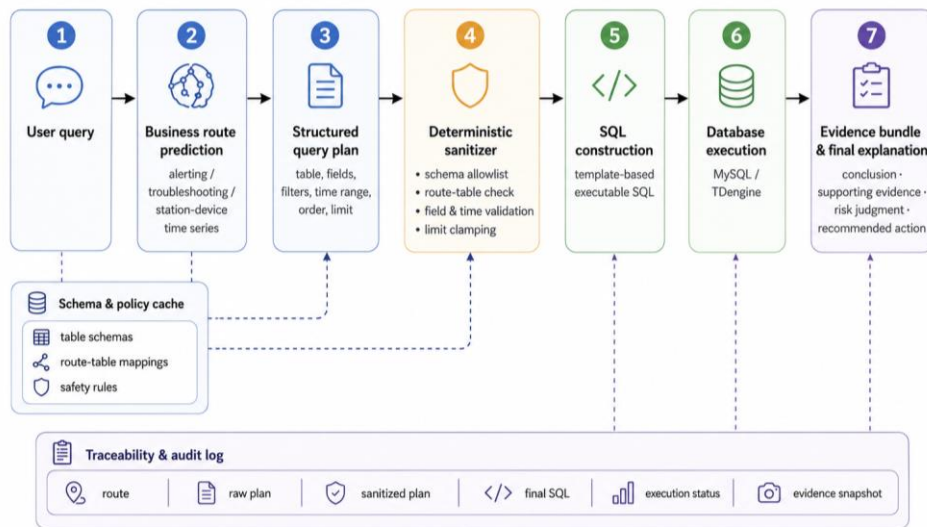 1
User query
2
Business route
prediction
alerting /
troubleshooting /
station-device
time series
3
Structured
query plan
table, fields,
filters, time range,
order, limit
4
Deterministic
sanitizer
• schema allowlist
• route-table check
• field & time validation
• limit clamping
5
SQL
construction
template-based
executable SQL
6
Database
execution
MySQL /
TDengine
7
Evidence bundle
& final explanation
conclusion ·
supporting evidence ·
risk judgment ·
recommended action
Schema & policy cache
table schemas
route-table mappings
safety rules
Traceability & audit log
route
raw plan
sanitized plan
</> final SQL
execution status
evidence snapshot